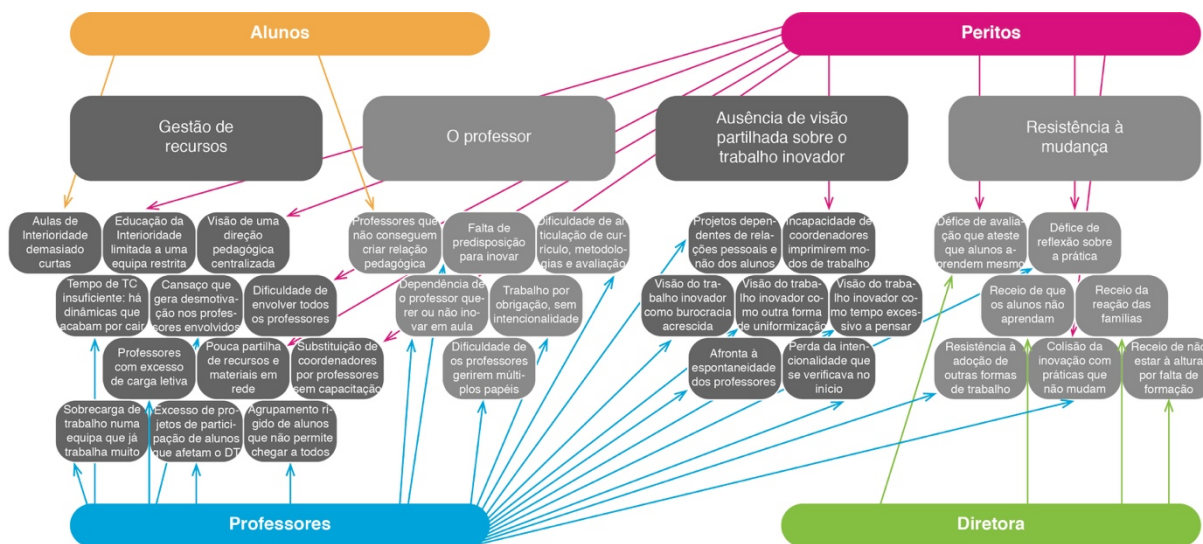 Alunos
Peritos
Gestão de
recursos
O professor
Ausência de visão
partilhada sobre o
trabalho inovador
Resistência à
mudança
Aulas de
Interioridade
demasiado
curtas
Educação da
Interioridade
limitada a uma
equipa restrita
Visão de uma
direção
pedagógica
centralizada
Professores que
não conseguem
criar relação
pedagógica
Falta de
predisposição
para inovar
Dificuldade de ar-
ticulação de cur-
rículo, metodolo-
gias e avaliação
Projetos depen-
dentes de rela-
ções pessoais e
não dos alunos
Incapacidade de
coordenadores
imprimirem mo-
dos de trabalho
Défice de avalia-
ção que ateste
que alunos a-
prendem mesmo
Défice de
reflexão sobre
a prática
Tempo de TC
insuficiente: há
dinâmicas que
acabam por cair
Cansaço que
gera desmotiva-
ção nos profes-
sores envolvidos
Dificuldade de
envolver todos
os professores
Dependência de
o professor que-
rer ou não ino-
var em aula
Trabalho por
obrigação, sem
intencionalidade
Visão do tra-
balho inovador
como burocracia
acrescida
Visão do traba-
lho inovador co-
mo outra forma
de uniformização
Visão do traba-
lho inovador co-
mo tempo exces-
sivo a pensar
Receio de que
os alunos não
aprendam
Receio da
reação das
famílias
Professores
com excesso
de carga letiva
Pouca partilha
de recursos e
materiais em
rede
Substituição de
coordenadores
por professores
sem capacitação
Dificuldade de
os professores
gerirem múlti-
plos papéis
Afronta à
espontaneidade
dos professores
Perda da inten-
cionalidade que
se verificava no
início
Resistência à
adoção de
outras formas
de trabalho
Colisão da
inovação com
práticas que
não mudam
Receio de não
estar à altura
por falta de
formação
Sobrecarga de
trabalho numa
equipa que já
trabalha muito
Excesso de pro-
jetos de partici-
pação de alunos
que afetam o DT
Agrupamento rí-
gido de alunos
que não permite
chegar a todos
Professores
Diretora